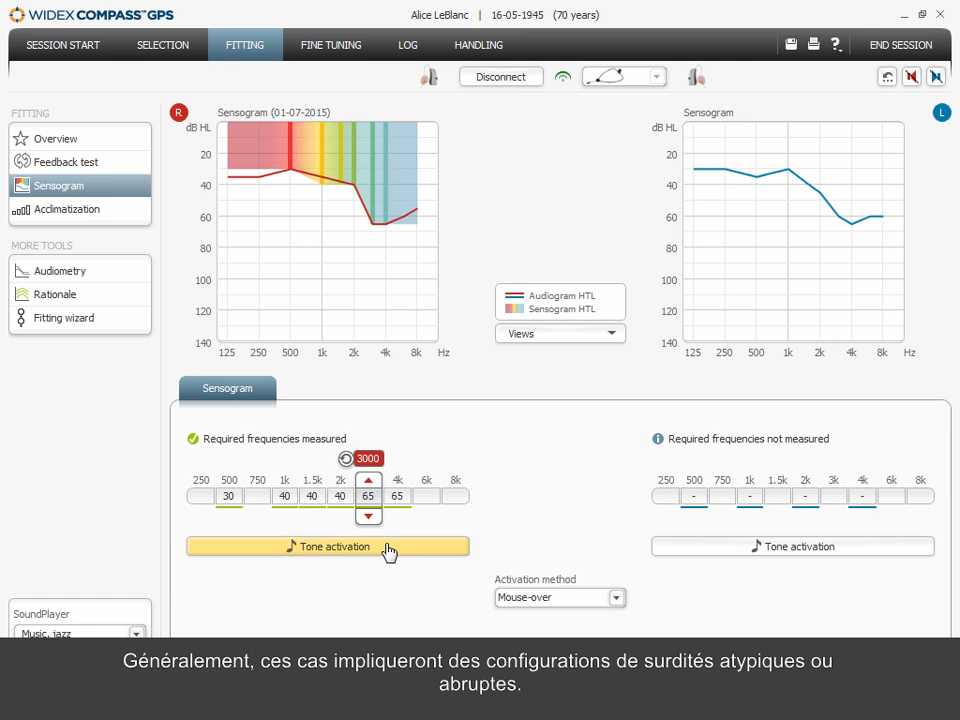 WIDEX COMPASS GPS
Alice LeBlanc | 16-05-1945 (70 years)
SESSION START SELECTION FITTING FINE TUNING LOG HANDLING ? END SESSION
Disconnect
FITTING
Overview
Feedback test
Sensogram
Acclimatization
MORE TOOLS
Audiometry
Rationale
Fitting wizard
SoundPlayer
Music, jazz
R
Sensogram (01-07-2015)
dB HL
20
40
60
80
100
120
140
125 250 500 1k 2k 4k 8k Hz
Audiogram HTL
Sensogram HTL
Views
Sensogram
L
dB HL
20
40
60
80
100
120
140
125 250 500 1k 2k 4k 8k Hz
Sensogram
Required frequencies measured
3000
250 500 750 1k 1.5k 2k 4k 6k 8k
30 40 40 40 65 65
Tone activation
Activation method
Mouse-over
Required frequencies not measured
250 500 750 1k 1.5k 2k 3k 4k 6k 8k
- - - -
Tone activation
Généralement, ces cas impliqueront des configurations de surdités atypiques ou
abruptes.